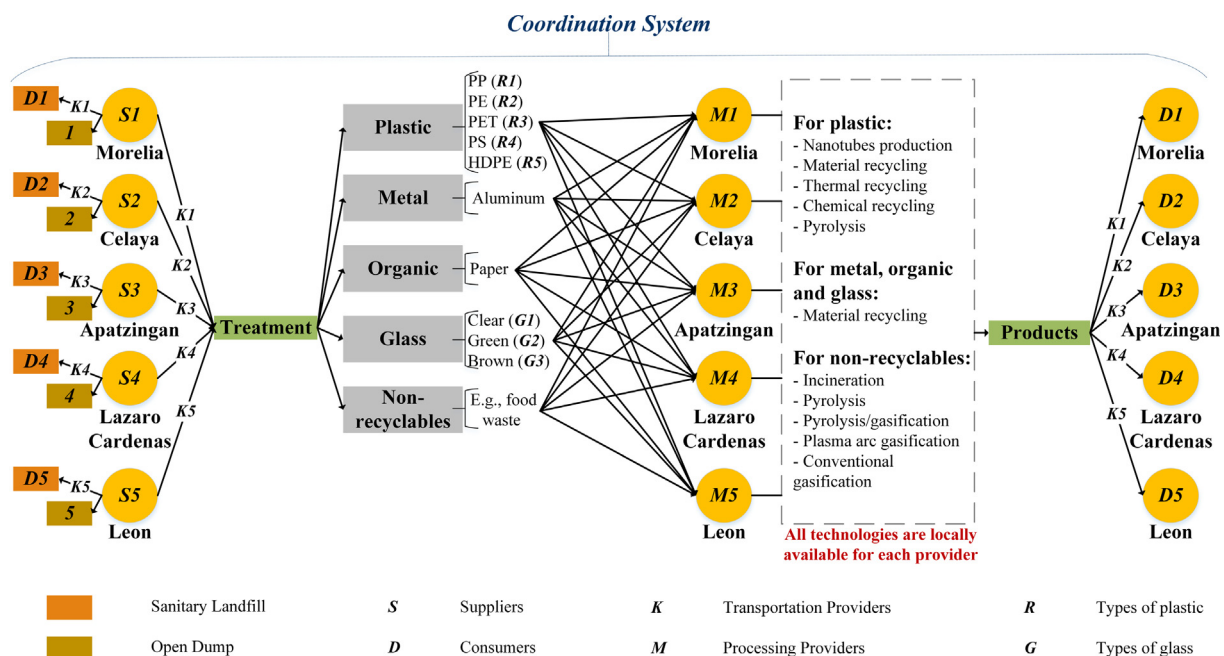 Coordination System
D1
K1
1
S1
Morelia
D2
K2
2
S2
Celaya
D3
K3
3
S3
Apatzingan
D4
K4
4
S4
Lazaro
Cardenas
D5
K5
5
S5
Leon
K1
K2
K3
K4
K5
Treatment
Plastic
PP (R1)
PE (R2)
PET (R3)
PS (R4)
HDPE (R5)
Metal
Aluminum
Organic
Paper
Glass
Clear (G1)
Green (G2)
Brown (G3)
Non-
recyclables
E.g., food
waste
M1
Morelia
M2
Celaya
M3
Apatzingan
M4
Lazaro
Cardenas
M5
Leon
For plastic:
- Nanotubes production
- Material recycling
- Thermal recycling
- Chemical recycling
- Pyrolysis
For metal, organic
and glass:
- Material recycling
For non-recyclables:
- Incineration
- Pyrolysis
- Pyrolysis/gasification
- Plasma arc gasification
- Conventional
gasification
All technologies are locally
available for each provider
Products
K1
K2
K3
K4
K5
D1
Morelia
D2
Celaya
D3
Apatzingan
D4
Lazaro
Cardenas
D5
Leon
Sanitary Landfill
S Suppliers
K Transportation Providers
R Types of plastic
Open Dump
D Consumers
M Processing Providers
G Types of glass